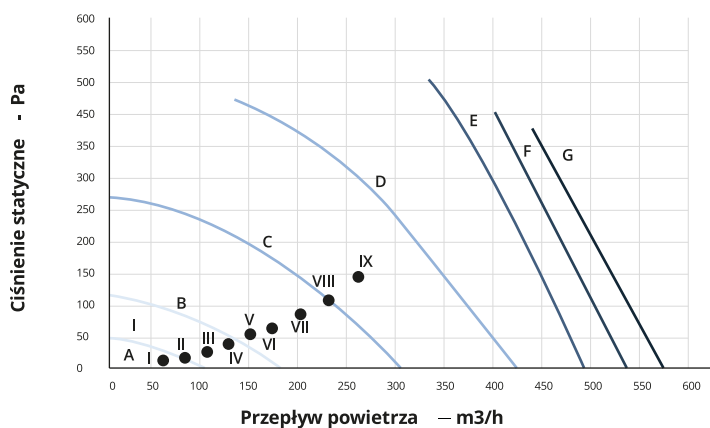 600
550
500
450
350
300
250
200
150
100
50
0
Ciśnienie statyczne - Pa
A
B
C
D
E
F
G
I
I
II
III
IV
V
VI
VII
VIII
IX
0 50 100 150 200 250 300 350 400 450 500 550 600
Przepływ powietrza — m3/h